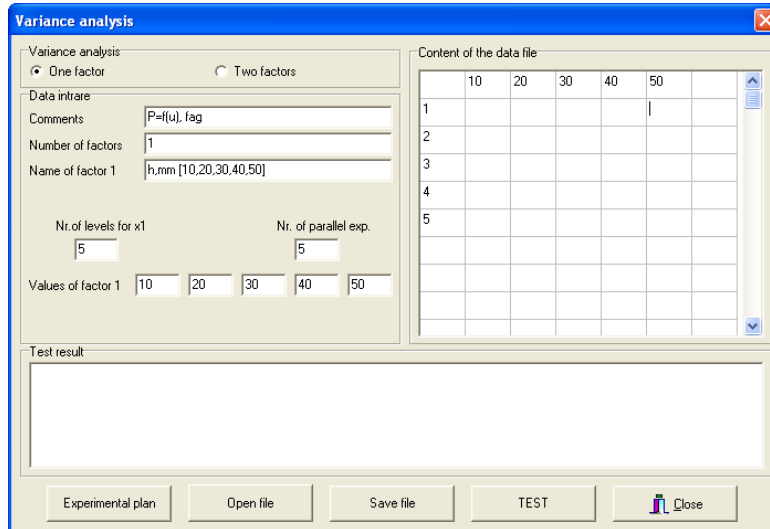 Variance analysis
Variance analysis
One factor
Two factors
Data intrare
Comments
P=f(u), fag
Number of factors
1
Name of factor 1
h,mm [10,20,30,40,50]
Nr.of levels for x1
Nr. of parallel exp.
5
5
Values of factor 1
10
20
30
40
50
Content of the data file
10 20 30 40 50
1
2
3
4
5
Test result
Experimental plan
Open file
Save file
TEST
Close